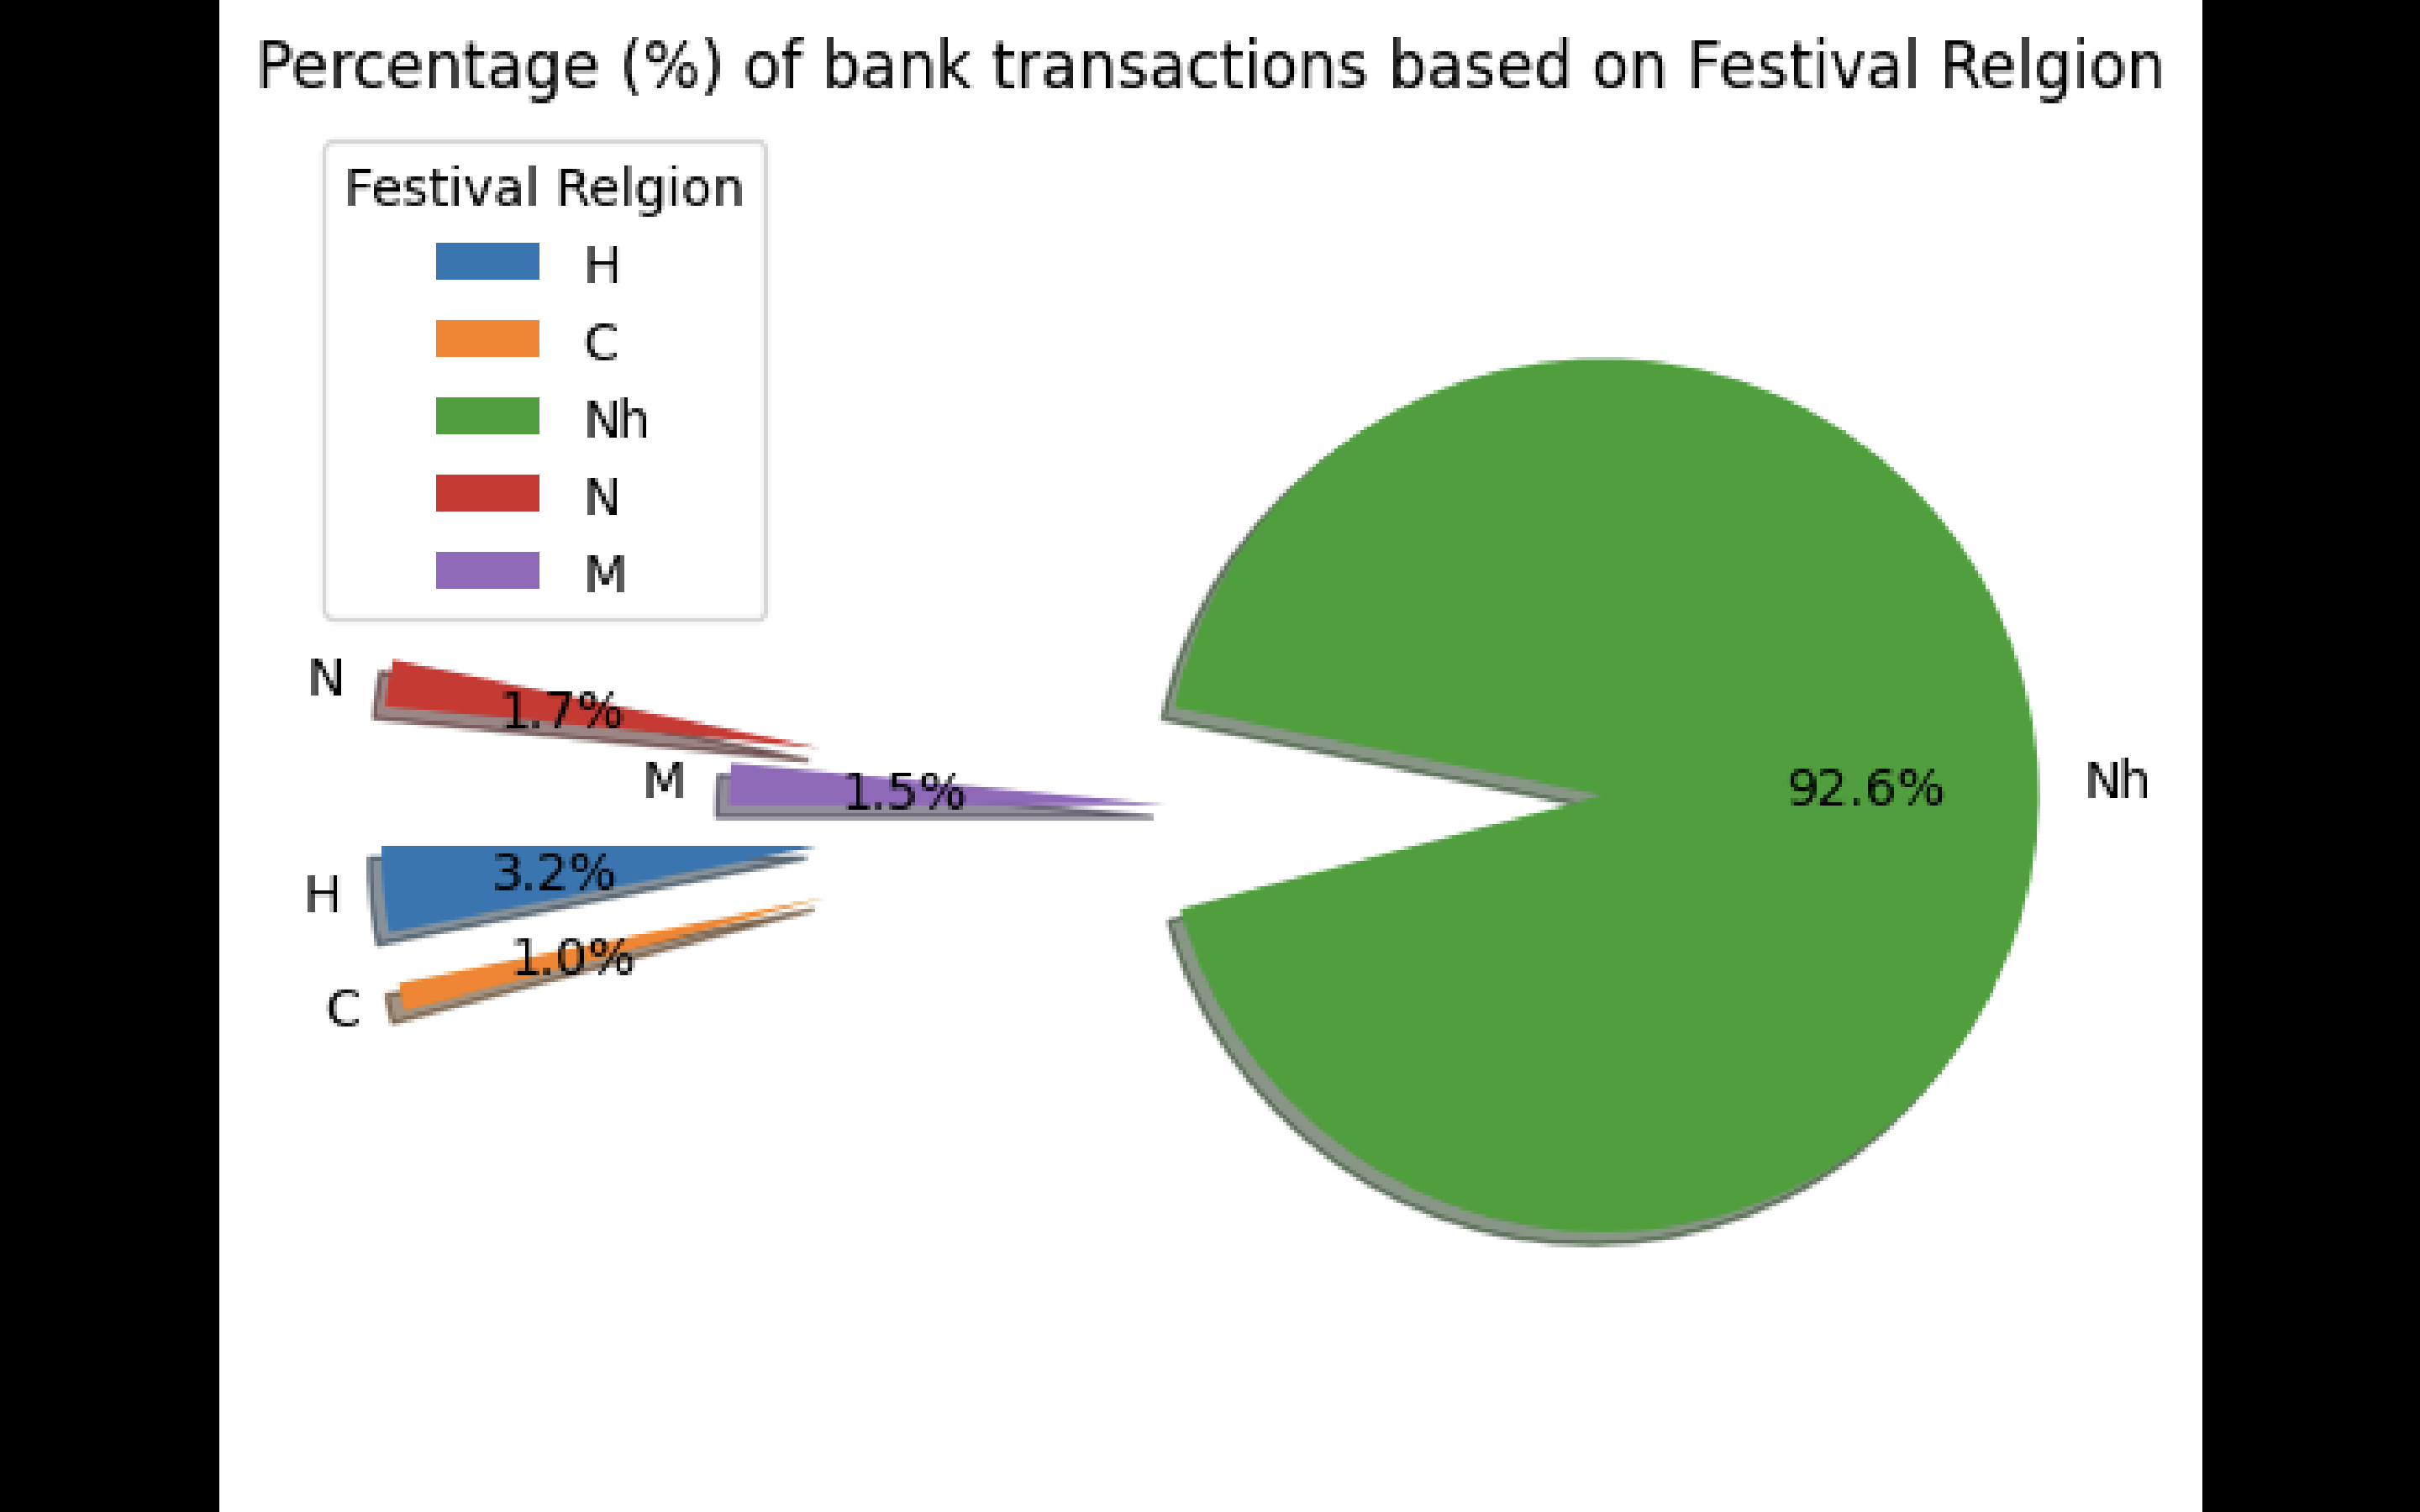 Percentage (%) of bank transactions based on Festival Relgion
Festival Relgion
H
C
Nh
N
M
N
1.7%
M
1.5%
92.6%
Nh
H
3.2%
C
1.0%